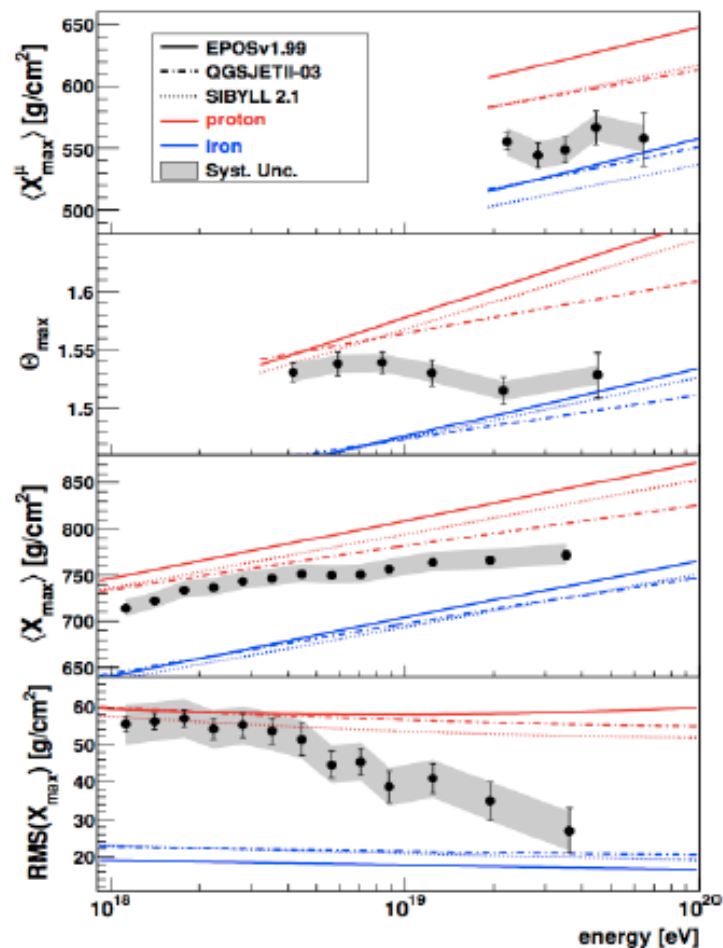 650
600
550
500
⟨X^μ_max⟩ [g/cm²]
EPOSv1.99
QGSJETII-03
SIBYLL 2.1
proton
iron
Syst. Unc.
1.6
1.55
1.5
Θ_max
850
800
750
700
650
⟨X_max⟩ [g/cm²]
60
50
40
30
20
RMS(X_max) [g/cm²]
10^18
10^19
10^20
energy [eV]